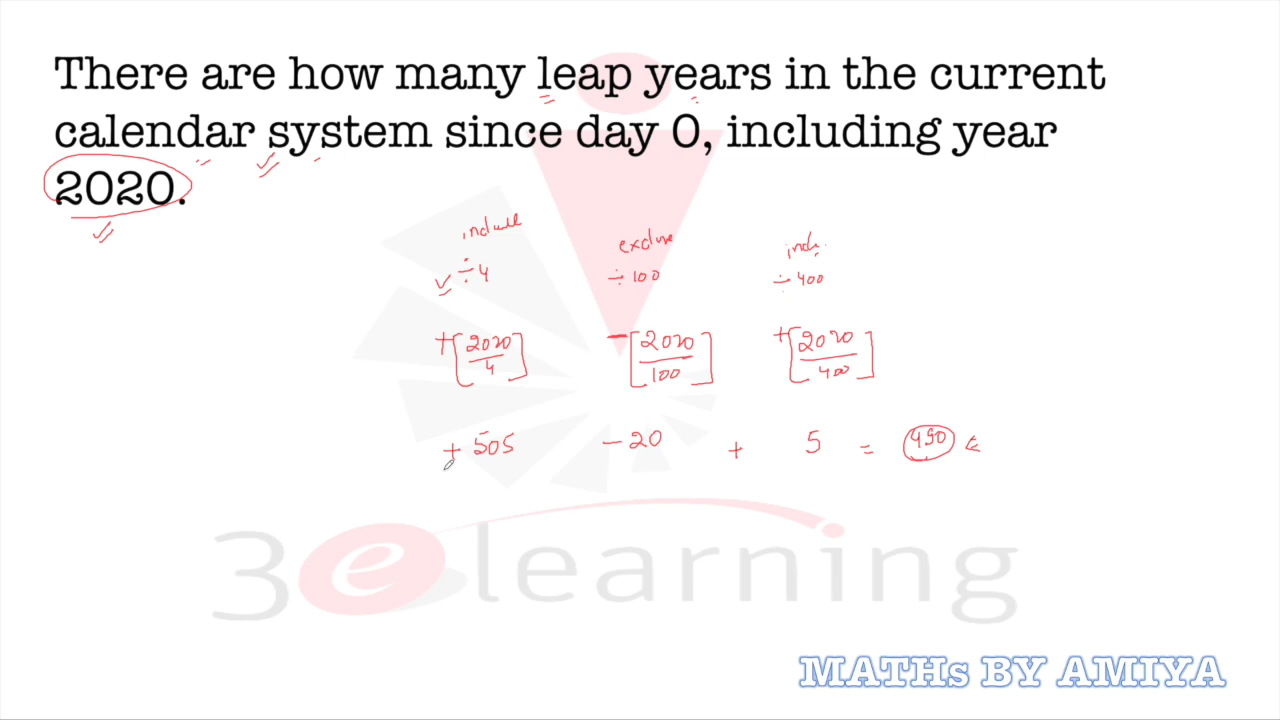 There are how many leap years in the current
calendar system since day 0, including year
2020.
include exclude inclu.
÷4 ÷100 ÷400
+[2020/4] -[2020/100] +[2020/400]
+ 505 - 20 + 5 = 490
3elearning
MATHs BY AMIYA